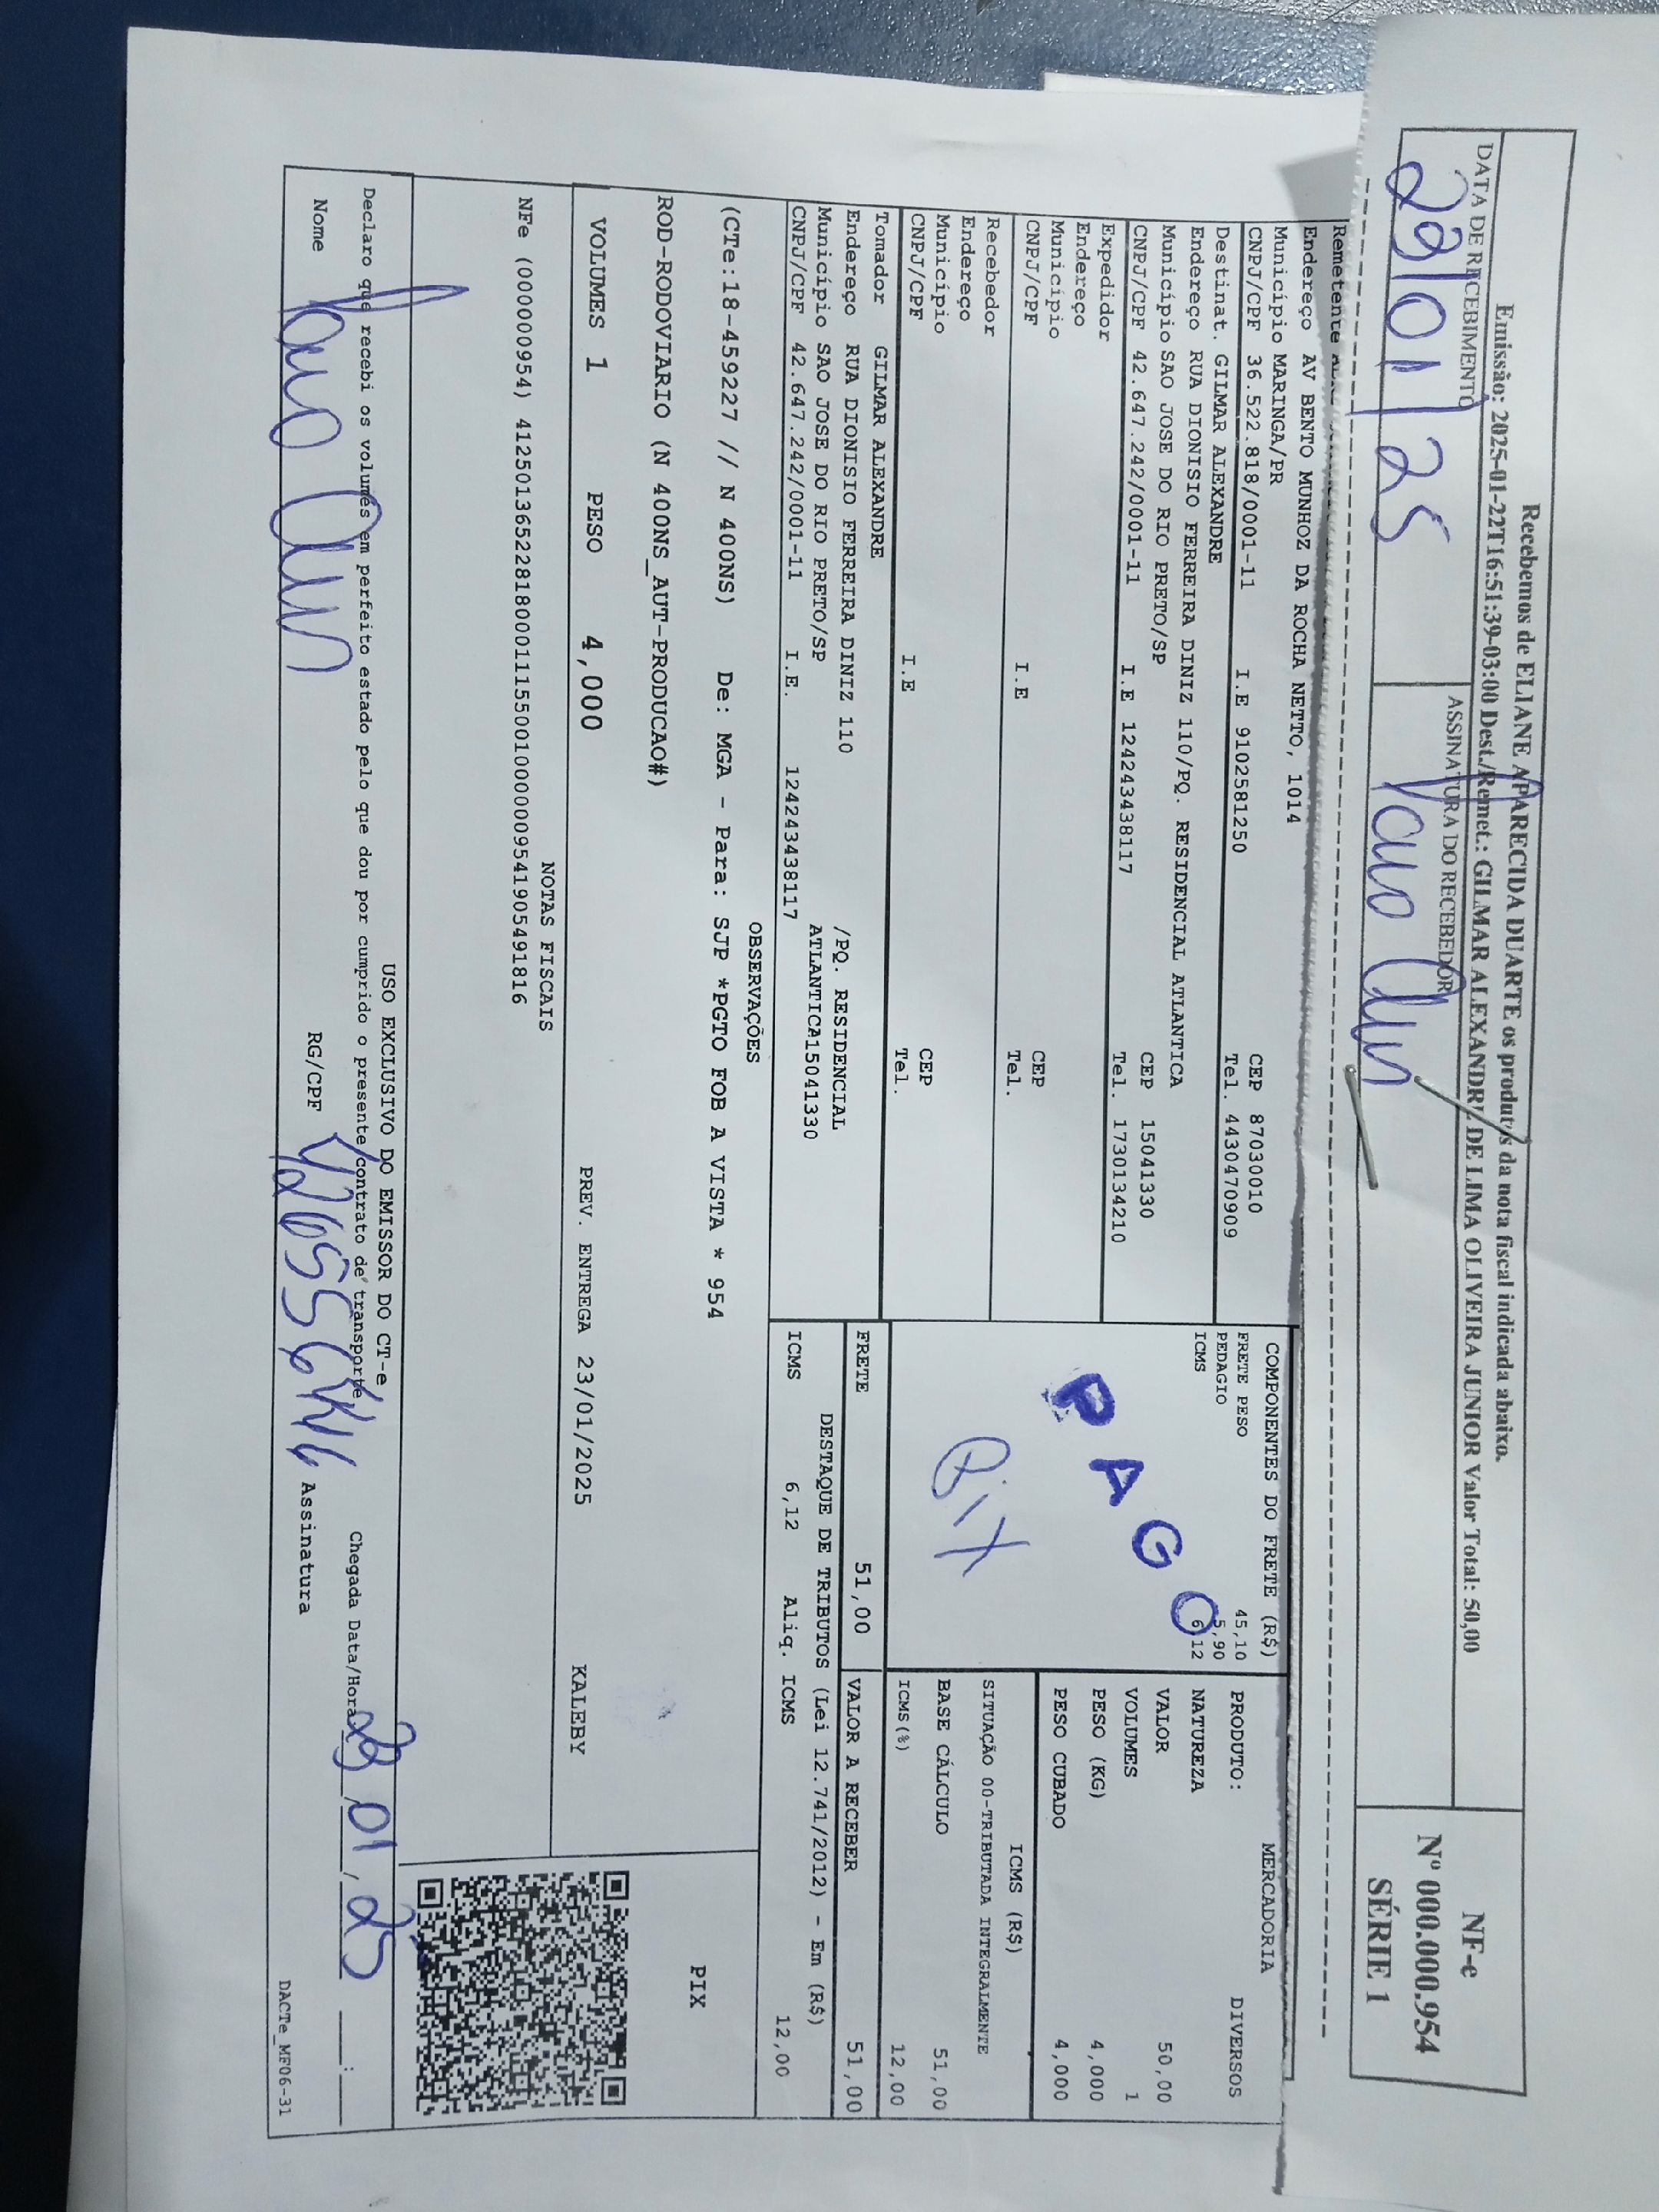 Recebemos de ELIANE APARECIDA DUARTE os produtos da nota fiscal indicada abaixo.
Emissão: 2025-01-22T16:51:39-03:00 Dest./Remet.: GILMAR ALEXANDRE DE LIMA OLIVEIRA JUNIOR Valor Total: 50,00
DATA DE RECEBIMENTO
ASSINATURA DO RECEBEDOR
23/01/25
NF-e
Nº 000.000.954
SÉRIE 1
Remetente
Endereço AV BENTO MUNHOZ DA ROCHA NETTO, 1014
Município MARINGA/PR CEP 87030010
CNPJ/CPF 36.522.818/0001-11 I.E 9102581250 Tel. 4430470909
Destinat. GILMAR ALEXANDRE
Endereço RUA DIONISIO FERREIRA DINIZ 110/PQ. RESIDENCIAL ATLANTICA
Município SAO JOSE DO RIO PRETO/SP CEP 15041330
CNPJ/CPF 42.647.242/0001-11 I.E 124243438117 Tel. 1730134210
Expedidor
Endereço
Município CEP
CNPJ/CPF I.E Tel.
Recebedor
Endereço
Município CEP
CNPJ/CPF I.E Tel.
Tomador GILMAR ALEXANDRE
Endereço RUA DIONISIO FERREIRA DINIZ 110 /PQ. RESIDENCIAL
Município SAO JOSE DO RIO PRETO/SP ATLANTICA15041330
CNPJ/CPF 42.647.242/0001-11 I.E. 124243438117
COMPONENTES DO FRETE (R$)
FRETE PESO 45,10
PEDAGIO 5,90
ICMS 6,12
PAGO
Pix
FRETE 51,00
MERCADORIA
PRODUTO: DIVERSOS
NATUREZA
VALOR 50,00
VOLUMES 1
PESO (KG) 4,000
PESO CUBADO 4,000
ICMS (R$)
SITUAÇÃO 00-TRIBUTADA INTEGRALMENTE
BASE CÁLCULO 51,00
ICMS(%) 12,00
VALOR A RECEBER 51,00
DESTAQUE DE TRIBUTOS (Lei 12.741/2012) - Em (R$)
ICMS 6,12 Aliq. ICMS 12,00
OBSERVAÇÕES
(CTe:18-459227 // N 400NS) De: MGA - Para: SJP *PGTO FOB A VISTA * 954
ROD-RODOVIARIO (N 400NS_AUT-PRODUCAO#)
PIX
VOLUMES 1 PESO 4,000 PREV. ENTREGA 23/01/2025 KALEBY
NOTAS FISCAIS
NFe (000000954) 41250136522818000111550010000009541905491816
USO EXCLUSIVO DO EMISSOR DO CT-e
Declaro que recebi os volumes em perfeito estado pelo que dou por cumprido o presente contrato de transporte Chegada Data/Hora 23/01/25 :
Nome RG/CPF Assinatura
DACTe_MF06-31